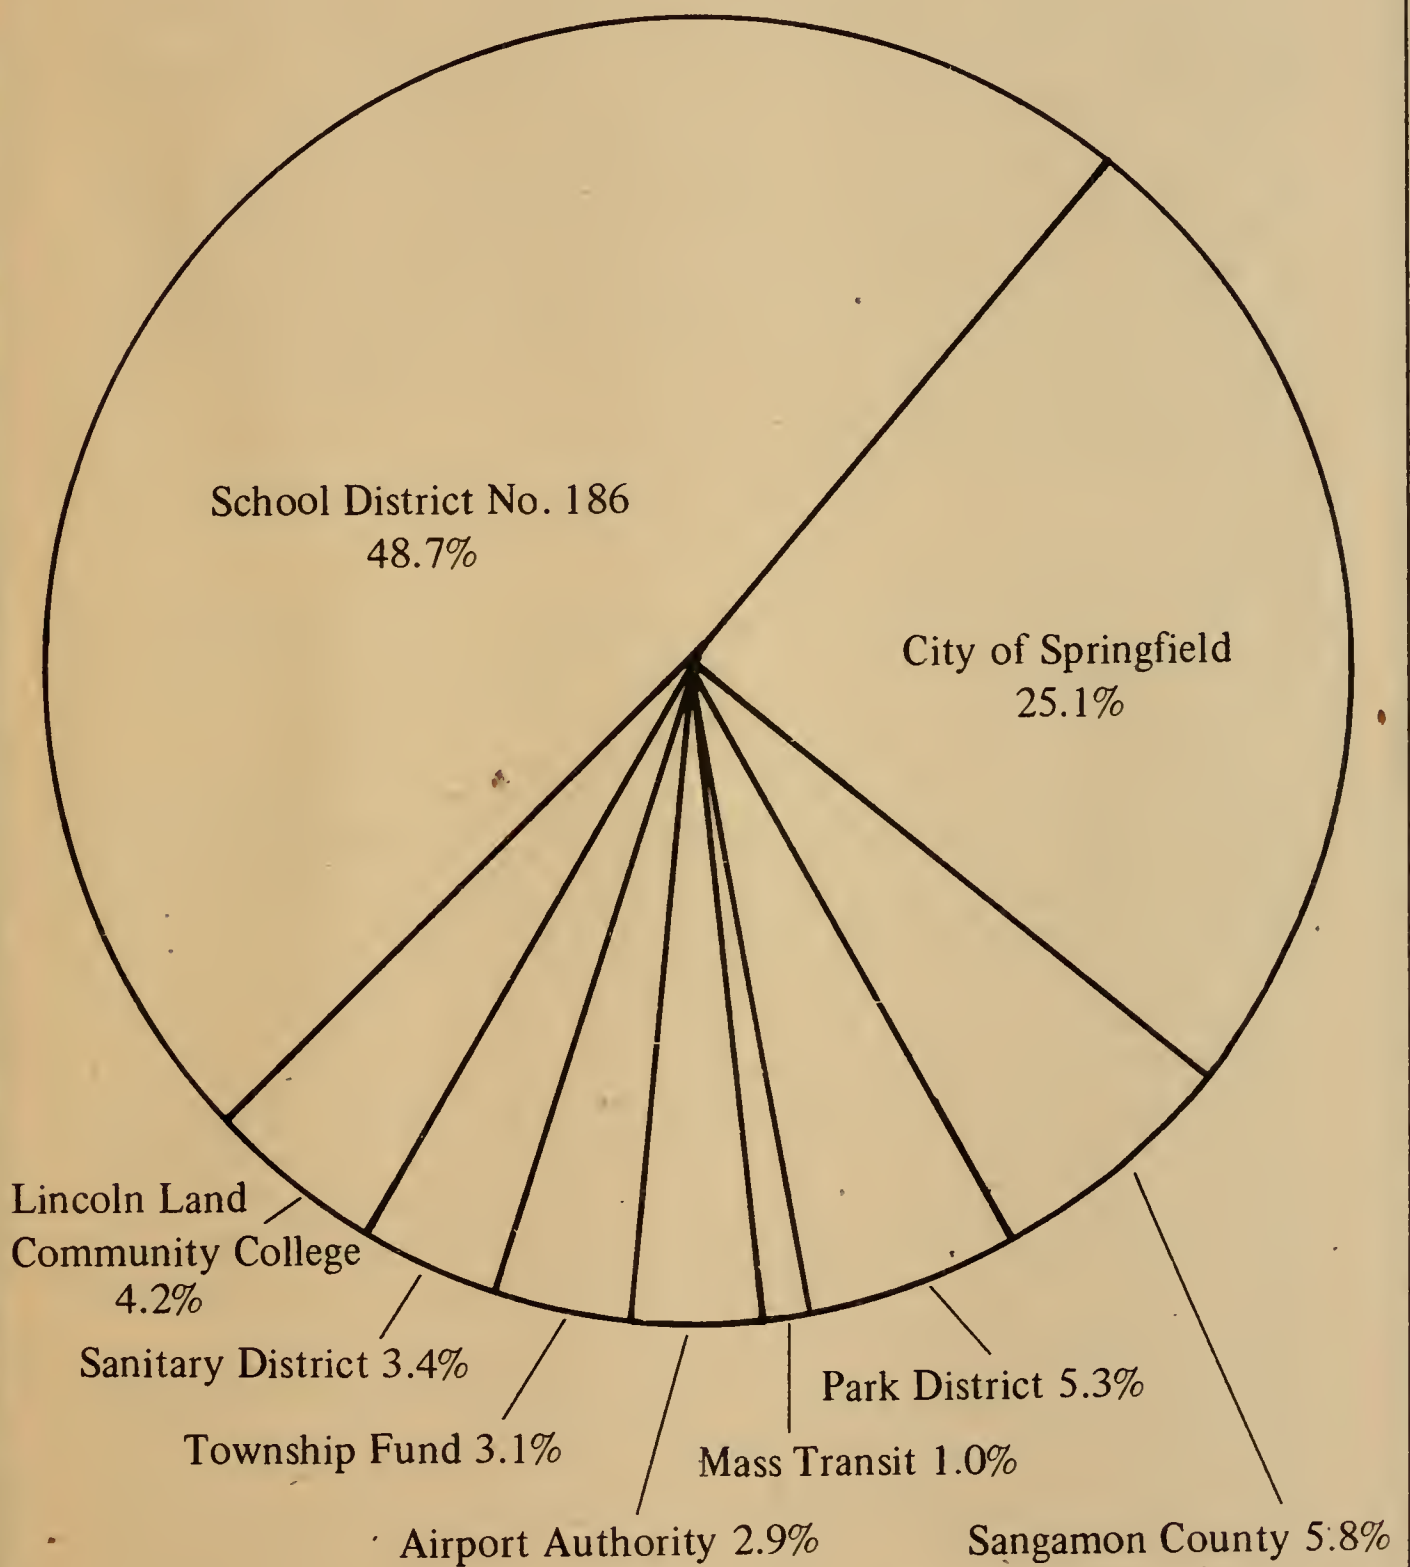 School District No. 186
48.7%
City of Springfield
25.1%
Lincoln Land
Community College
4.2%
Sanitary District 3.4%
Township Fund 3.1%
Airport Authority 2.9%
Mass Transit 1.0%
Park District 5.3%
Sangamon County 5.8%